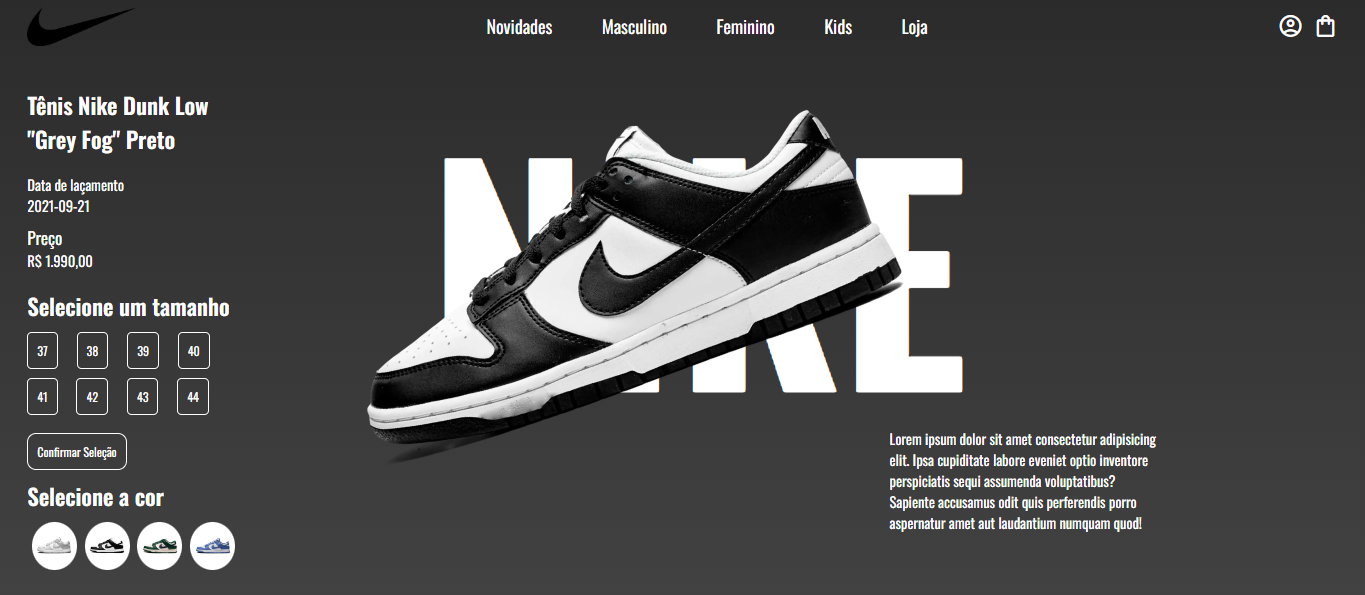 Novidades Masculino Feminino Kids Loja
Tênis Nike Dunk Low
"Grey Fog" Preto
Data de laçamento
2021-09-21
Preço
R$ 1.990,00
Selecione um tamanho
37 38 39 40
41 42 43 44
Confirmar Seleção
Selecione a cor
NIKE
Lorem ipsum dolor sit amet consectetur adipisicing
elit. Ipsa cupiditate labore eveniet optio inventore
perspiciatis sequi assumenda voluptatibus?
Sapiente accusamus odit quis perferendis porro
aspernatur amet aut laudantium numquam quod!